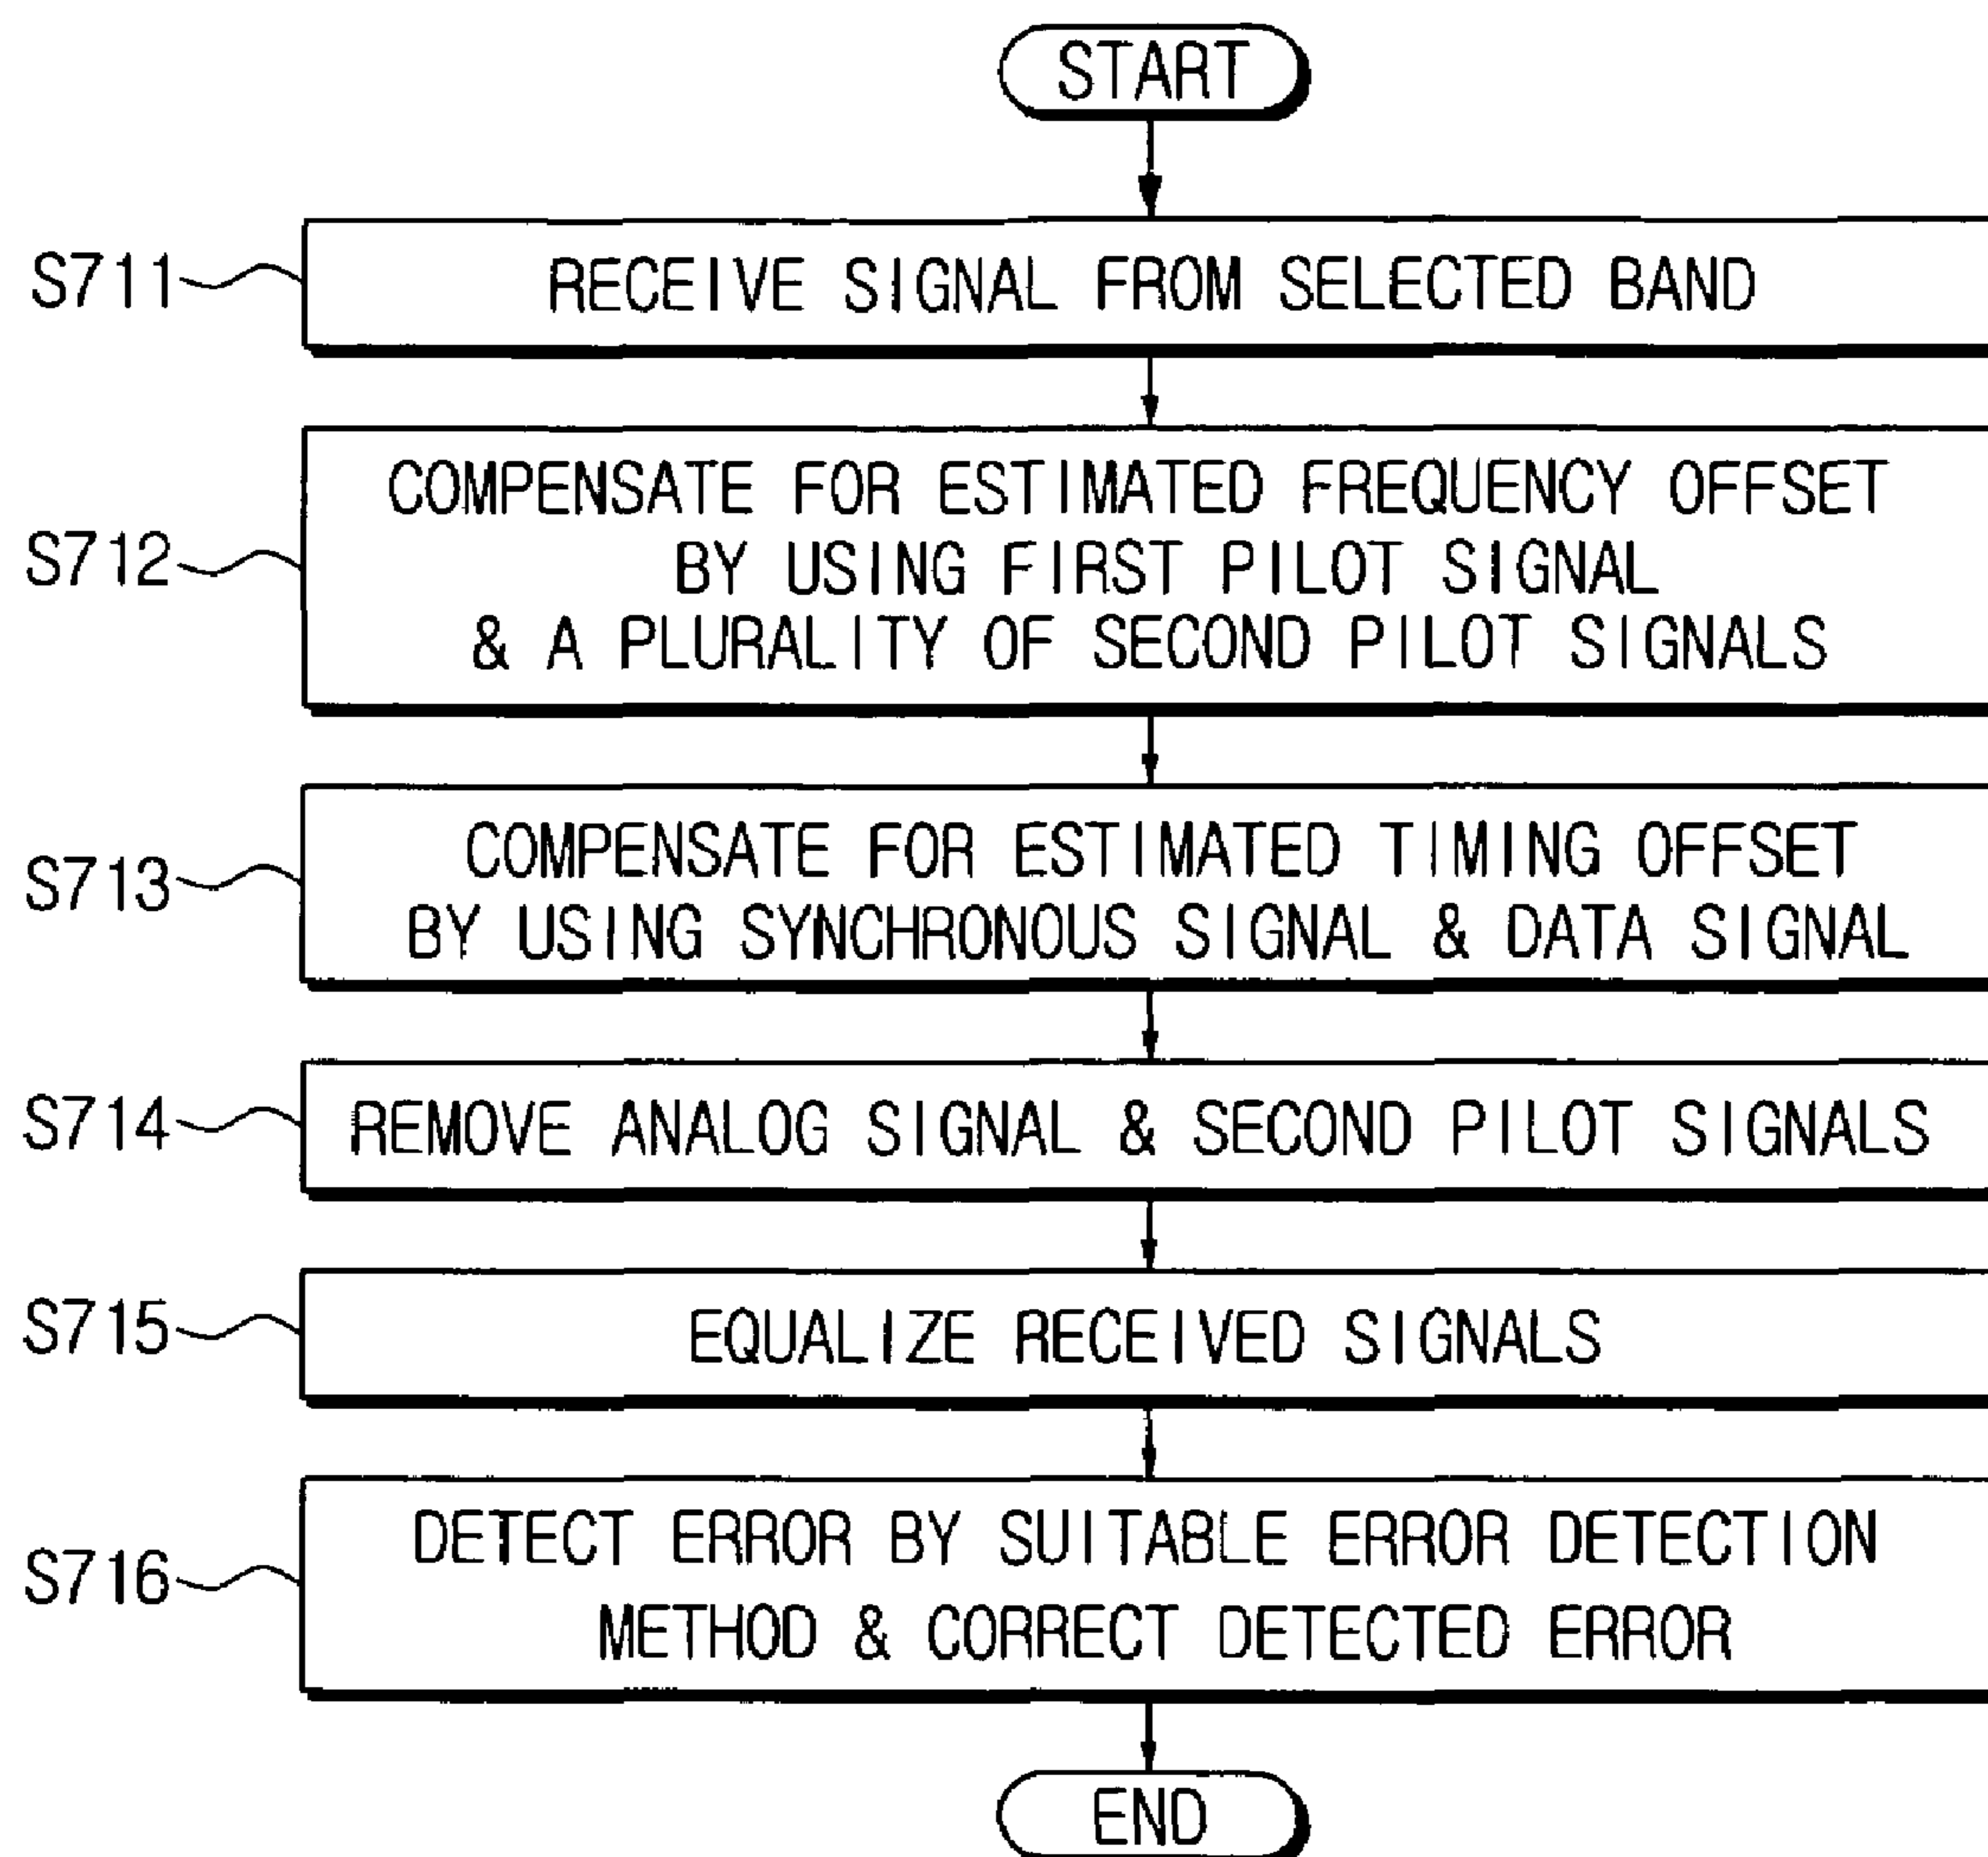 START
S711
RECEIVE SIGNAL FROM SELECTED BAND
S712
COMPENSATE FOR ESTIMATED FREQUENCY OFFSET
BY USING FIRST PILOT SIGNAL
& A PLURALITY OF SECOND PILOT SIGNALS
S713
COMPENSATE FOR ESTIMATED TIMING OFFSET
BY USING SYNCHRONOUS SIGNAL & DATA SIGNAL
S714
REMOVE ANALOG SIGNAL & SECOND PILOT SIGNALS
S715
EQUALIZE RECEIVED SIGNALS
S716
DETECT ERROR BY SUITABLE ERROR DETECTION
METHOD & CORRECT DETECTED ERROR
END